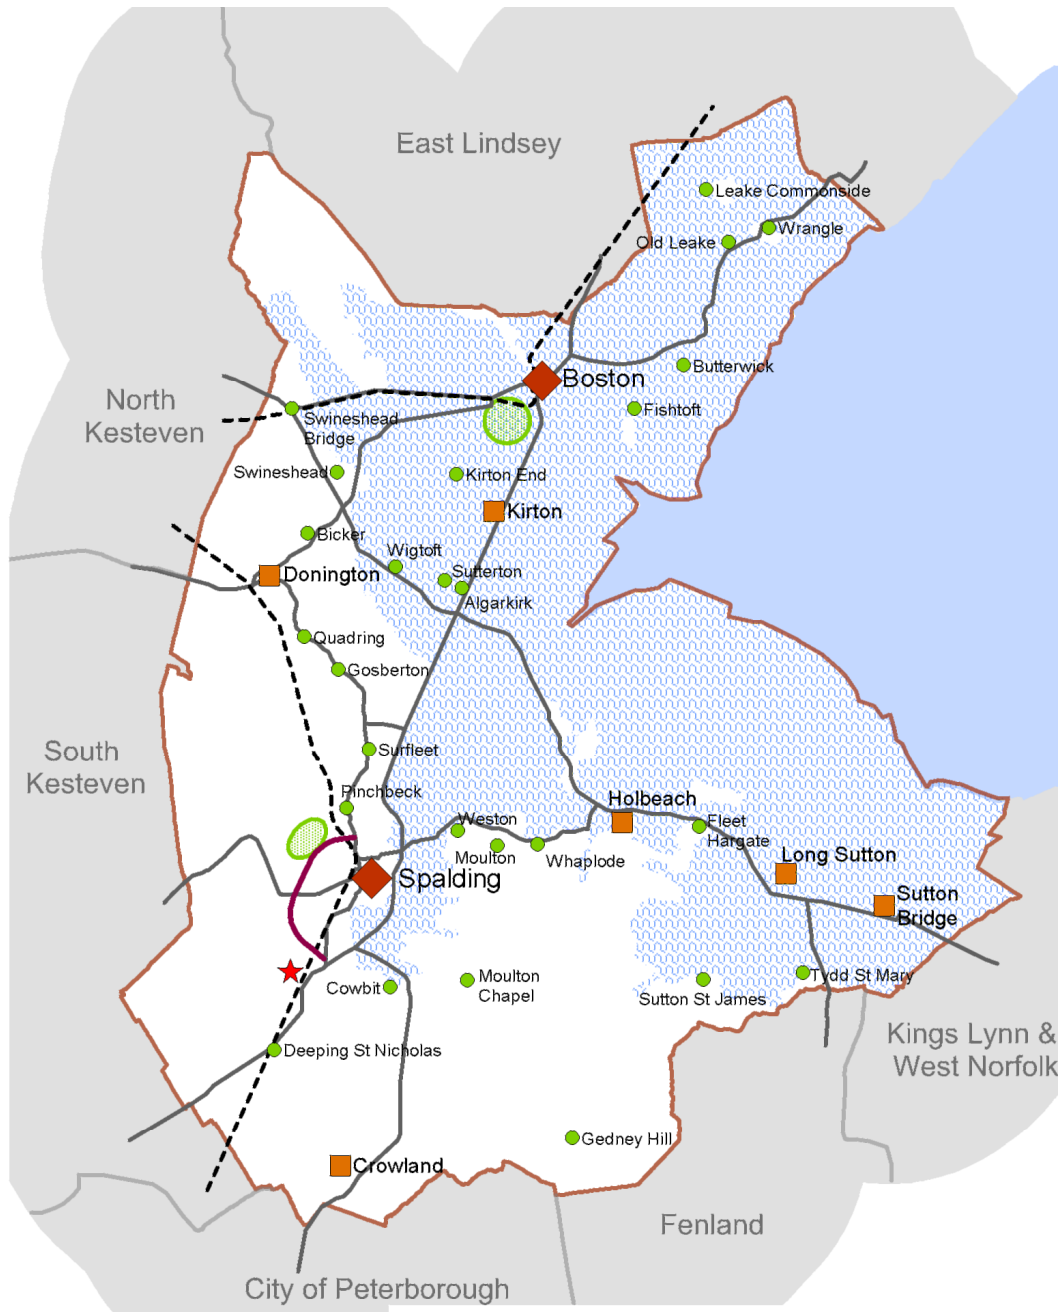 East Lindsey
Leake Commonside
Old Leake
Wrangle
Butterwick
Boston
North
Kesteven
Fishtoft
Swineshead
Bridge
Swineshead
Kirton End
Kirton
Bicker
Wigtoft
Donington
Sutterton
Algarkirk
Quadring
Gosberton
South
Kesteven
Surfleet
Pinchbeck
Holbeach
Weston
Fleet
Hargate
Moulton
Whaplode
Long Sutton
Spalding
Sutton
Bridge
Moulton
Chapel
Cowbit
Tydd St Mary
Sutton St James
Kings Lynn &
West Norfolk
Deeping St Nicholas
Gedney Hill
Crowland
Fenland
City of Peterborough